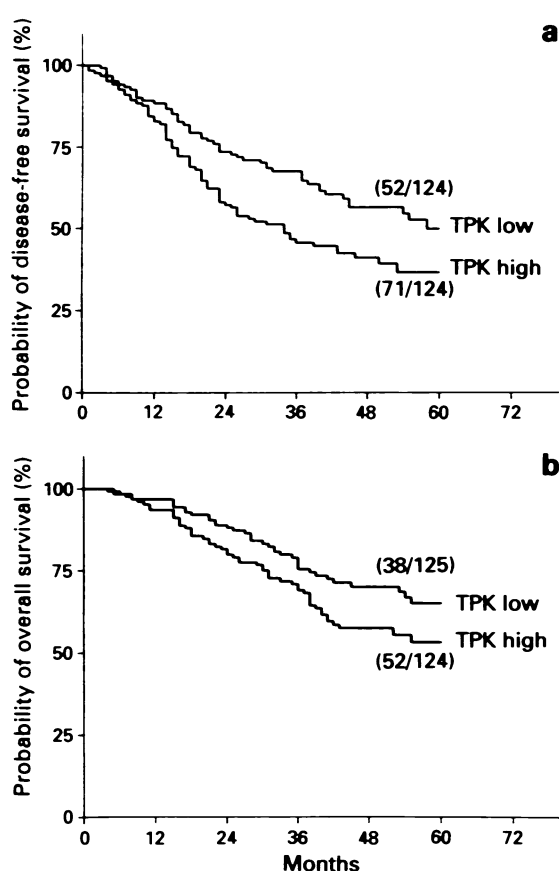 a
Probability of disease-free survival (%)
100
75
50
25
0
(52/124)
TPK low
TPK high
(71/124)
0 12 24 36 48 60 72
b
Probability of overall survival (%)
100
75
50
25
0
(38/125)
TPK low
TPK high
(52/124)
0 12 24 36 48 60 72
Months